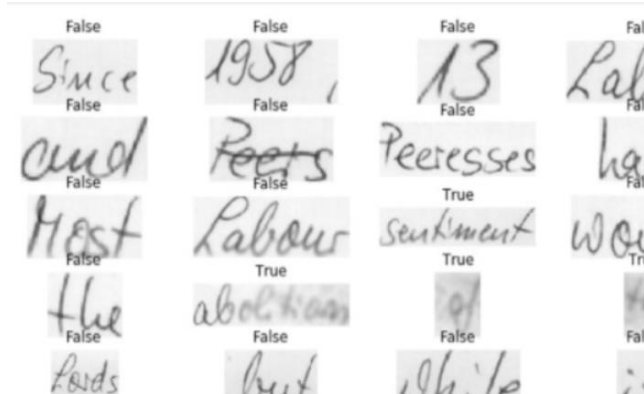 False False False
Since 1958 , 13
False False False
and Peers Peeresses
False False True
Most Labour sentiment
False True True
the abolition of
False False False
Lords but while